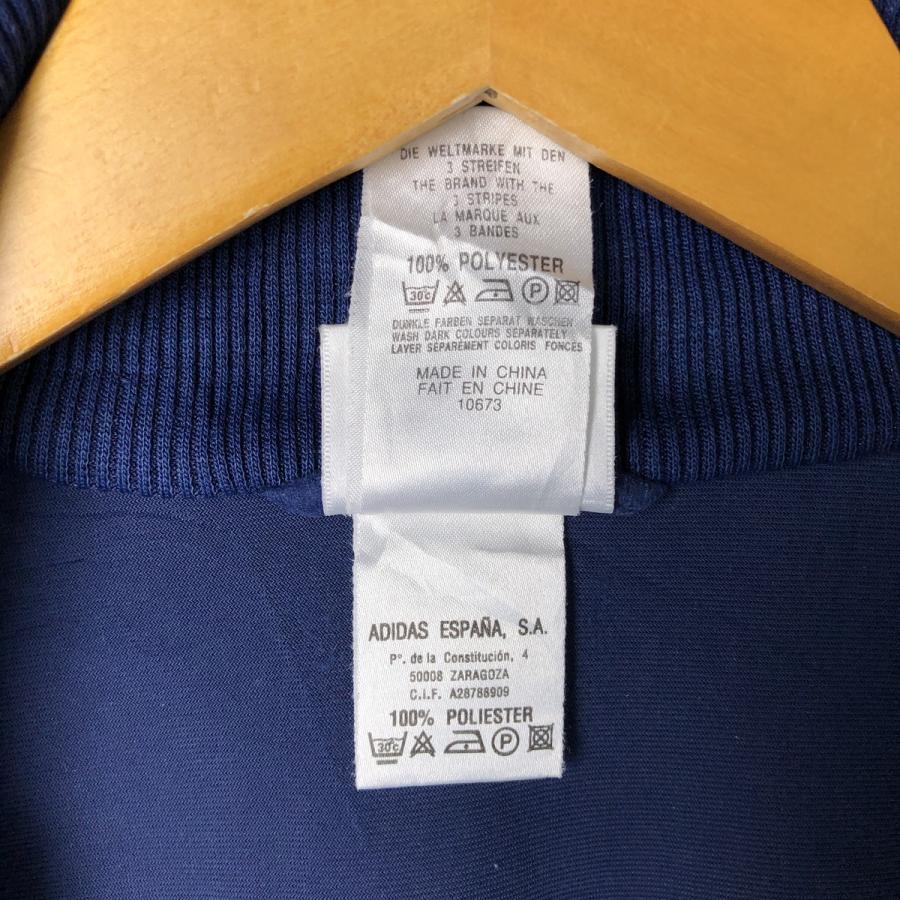 DIE WELTMARKE MIT DEN
3 STREIFEN
THE BRAND WITH THE
3 STRIPES
LA MARQUE AUX
3 BANDES
100% POLYESTER
30c P
DUNKLE FARBEN SEPARAT WASCHEN
WASH DARK COLOURS SEPARATELY
LAVER SÉPARÉMENT COLORIS FONCÉS
MADE IN CHINA
FAIT EN CHINE
10673
ADIDAS ESPAÑA, S.A.
Pº. de la Constitución, 4
50008 ZARAGOZA
C.I.F. A28788909
100% POLIESTER
30c P